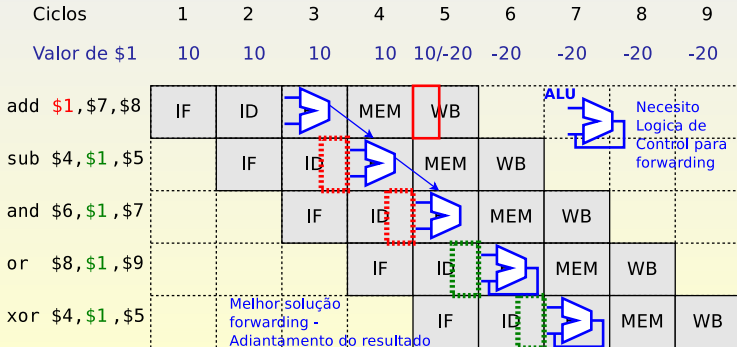 Ciclos 1 2 3 4 5 6 7 8 9
Valor de $1 10 10 10 10 10/-20 -20 -20 -20 -20
add $1,$7,$8 IF ID MEM WB
ALU
Necesito
Logica de
Control para
forwarding
sub $4,$1,$5 IF ID MEM WB
and $6,$1,$7 IF ID MEM WB
or $8,$1,$9 IF ID MEM WB
xor $4,$1,$5 IF ID MEM WB
Melhor solução
forwarding -
Adiantamento do resultado